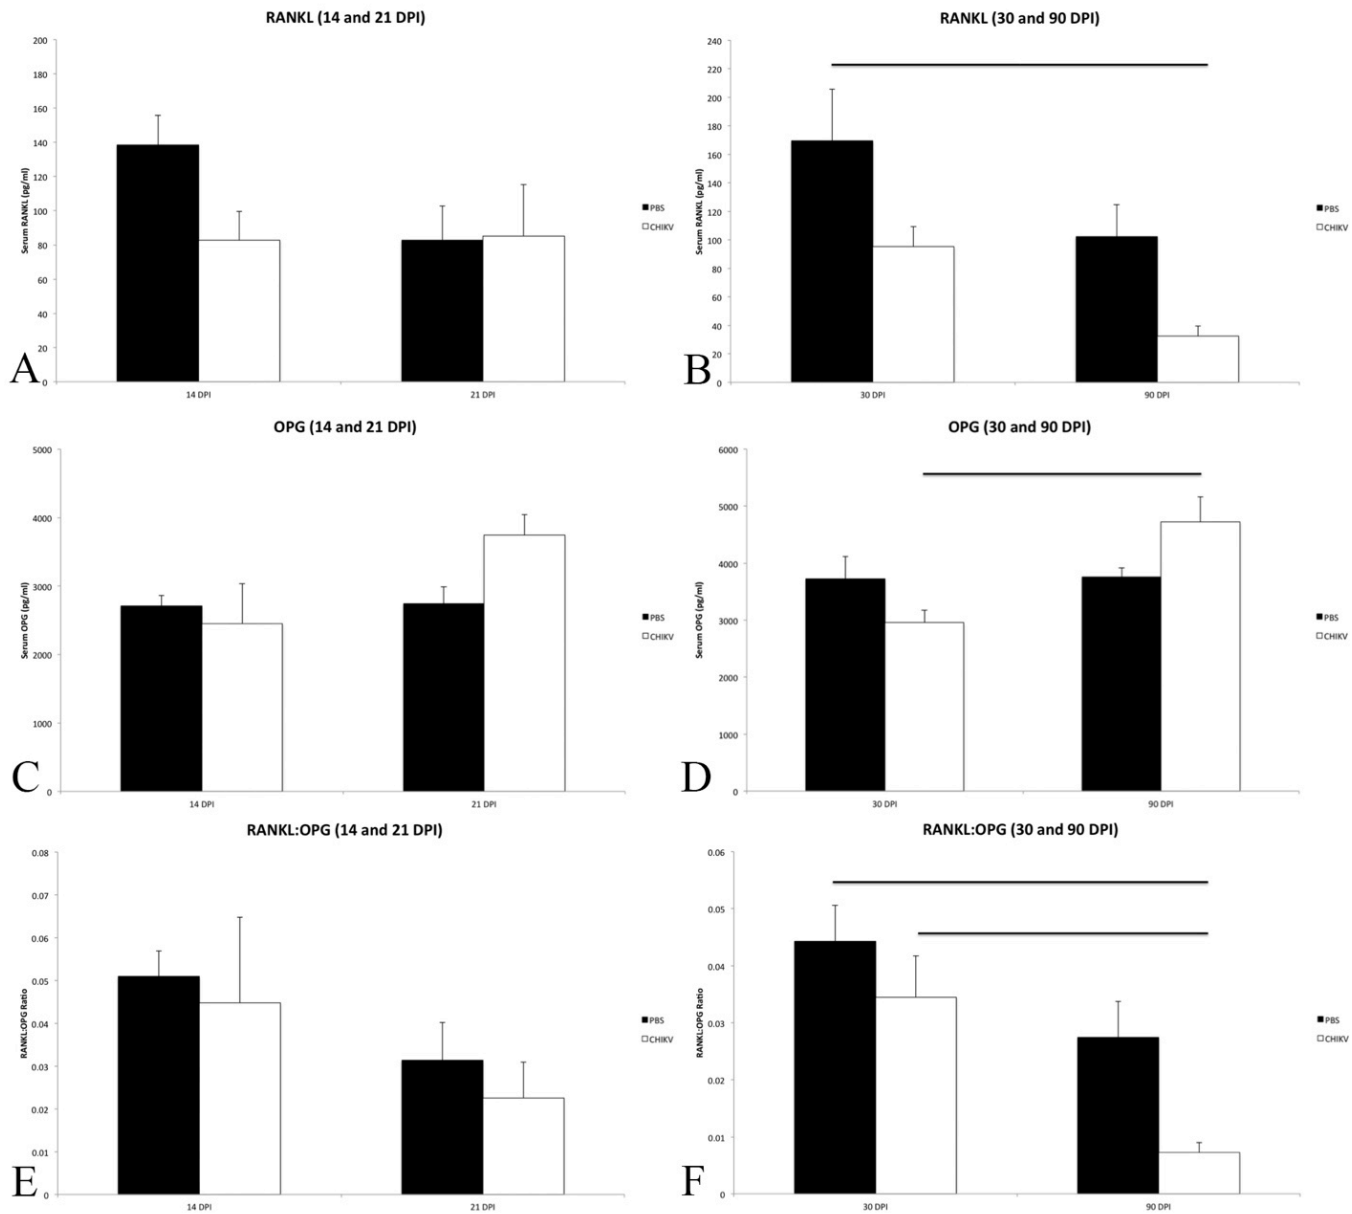 RANKL (14 and 21 DPI)
200
180
160
140
120
100
80
60
40
20
0
Serum RANKL (pg/ml)
14 DPI
21 DPI
PBS
CHIKV
A
RANKL (30 and 90 DPI)
240
220
200
180
160
140
120
100
80
60
40
20
0
Serum RANKL (pg/ml)
30 DPI
90 DPI
PBS
CHIKV
B
OPG (14 and 21 DPI)
5000
4000
3000
2000
1000
0
Serum OPG (pg/ml)
14 DPI
21 DPI
PBS
CHIKV
C
OPG (30 and 90 DPI)
6000
5000
4000
3000
2000
1000
0
Serum OPG (pg/ml)
30 DPI
90 DPI
PBS
CHIKV
D
RANKL:OPG (14 and 21 DPI)
0.08
0.07
0.06
0.05
0.04
0.03
0.02
0.01
0
RANKL:OPG Ratio
14 DPI
21 DPI
PBS
CHIKV
E
RANKL:OPG (30 and 90 DPI)
0.06
0.05
0.04
0.03
0.02
0.01
0
RANKL:OPG Ratio
30 DPI
90 DPI
PBS
CHIKV
F